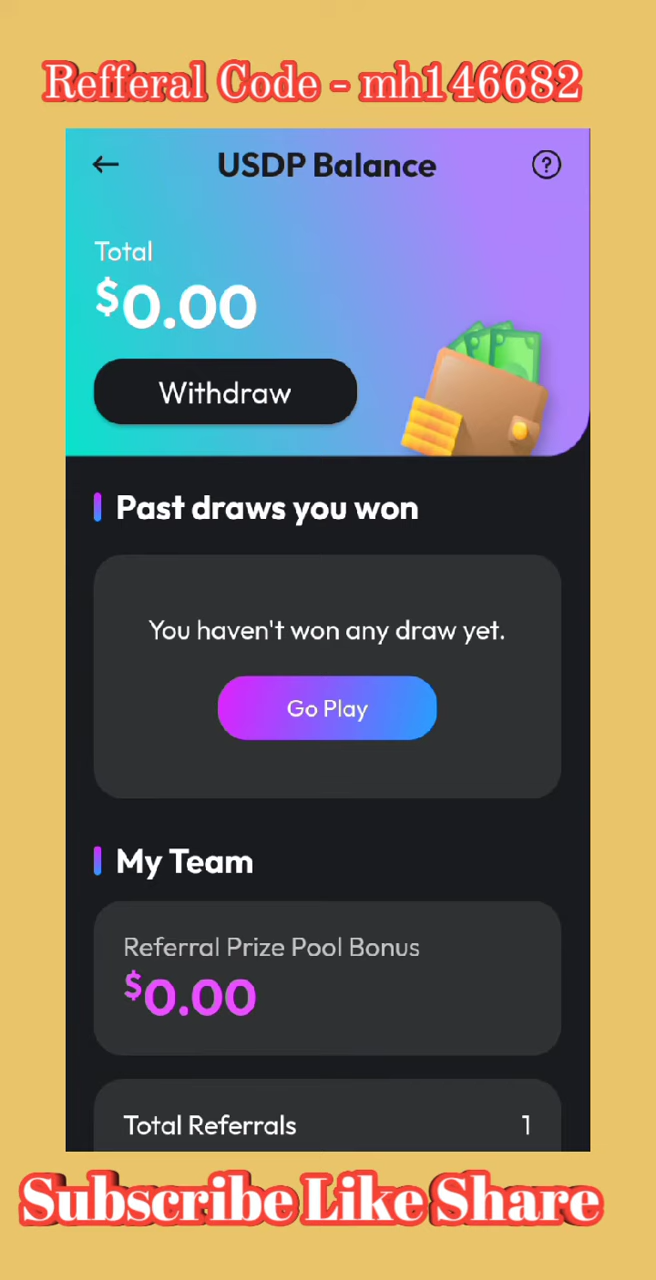 Refferal Code - mh146682
USDP Balance
Total
$0.00
Withdraw
Past draws you won
You haven't won any draw yet.
Go Play
My Team
Referral Prize Pool Bonus
$0.00
Total Referrals 1
Subscribe Like Share